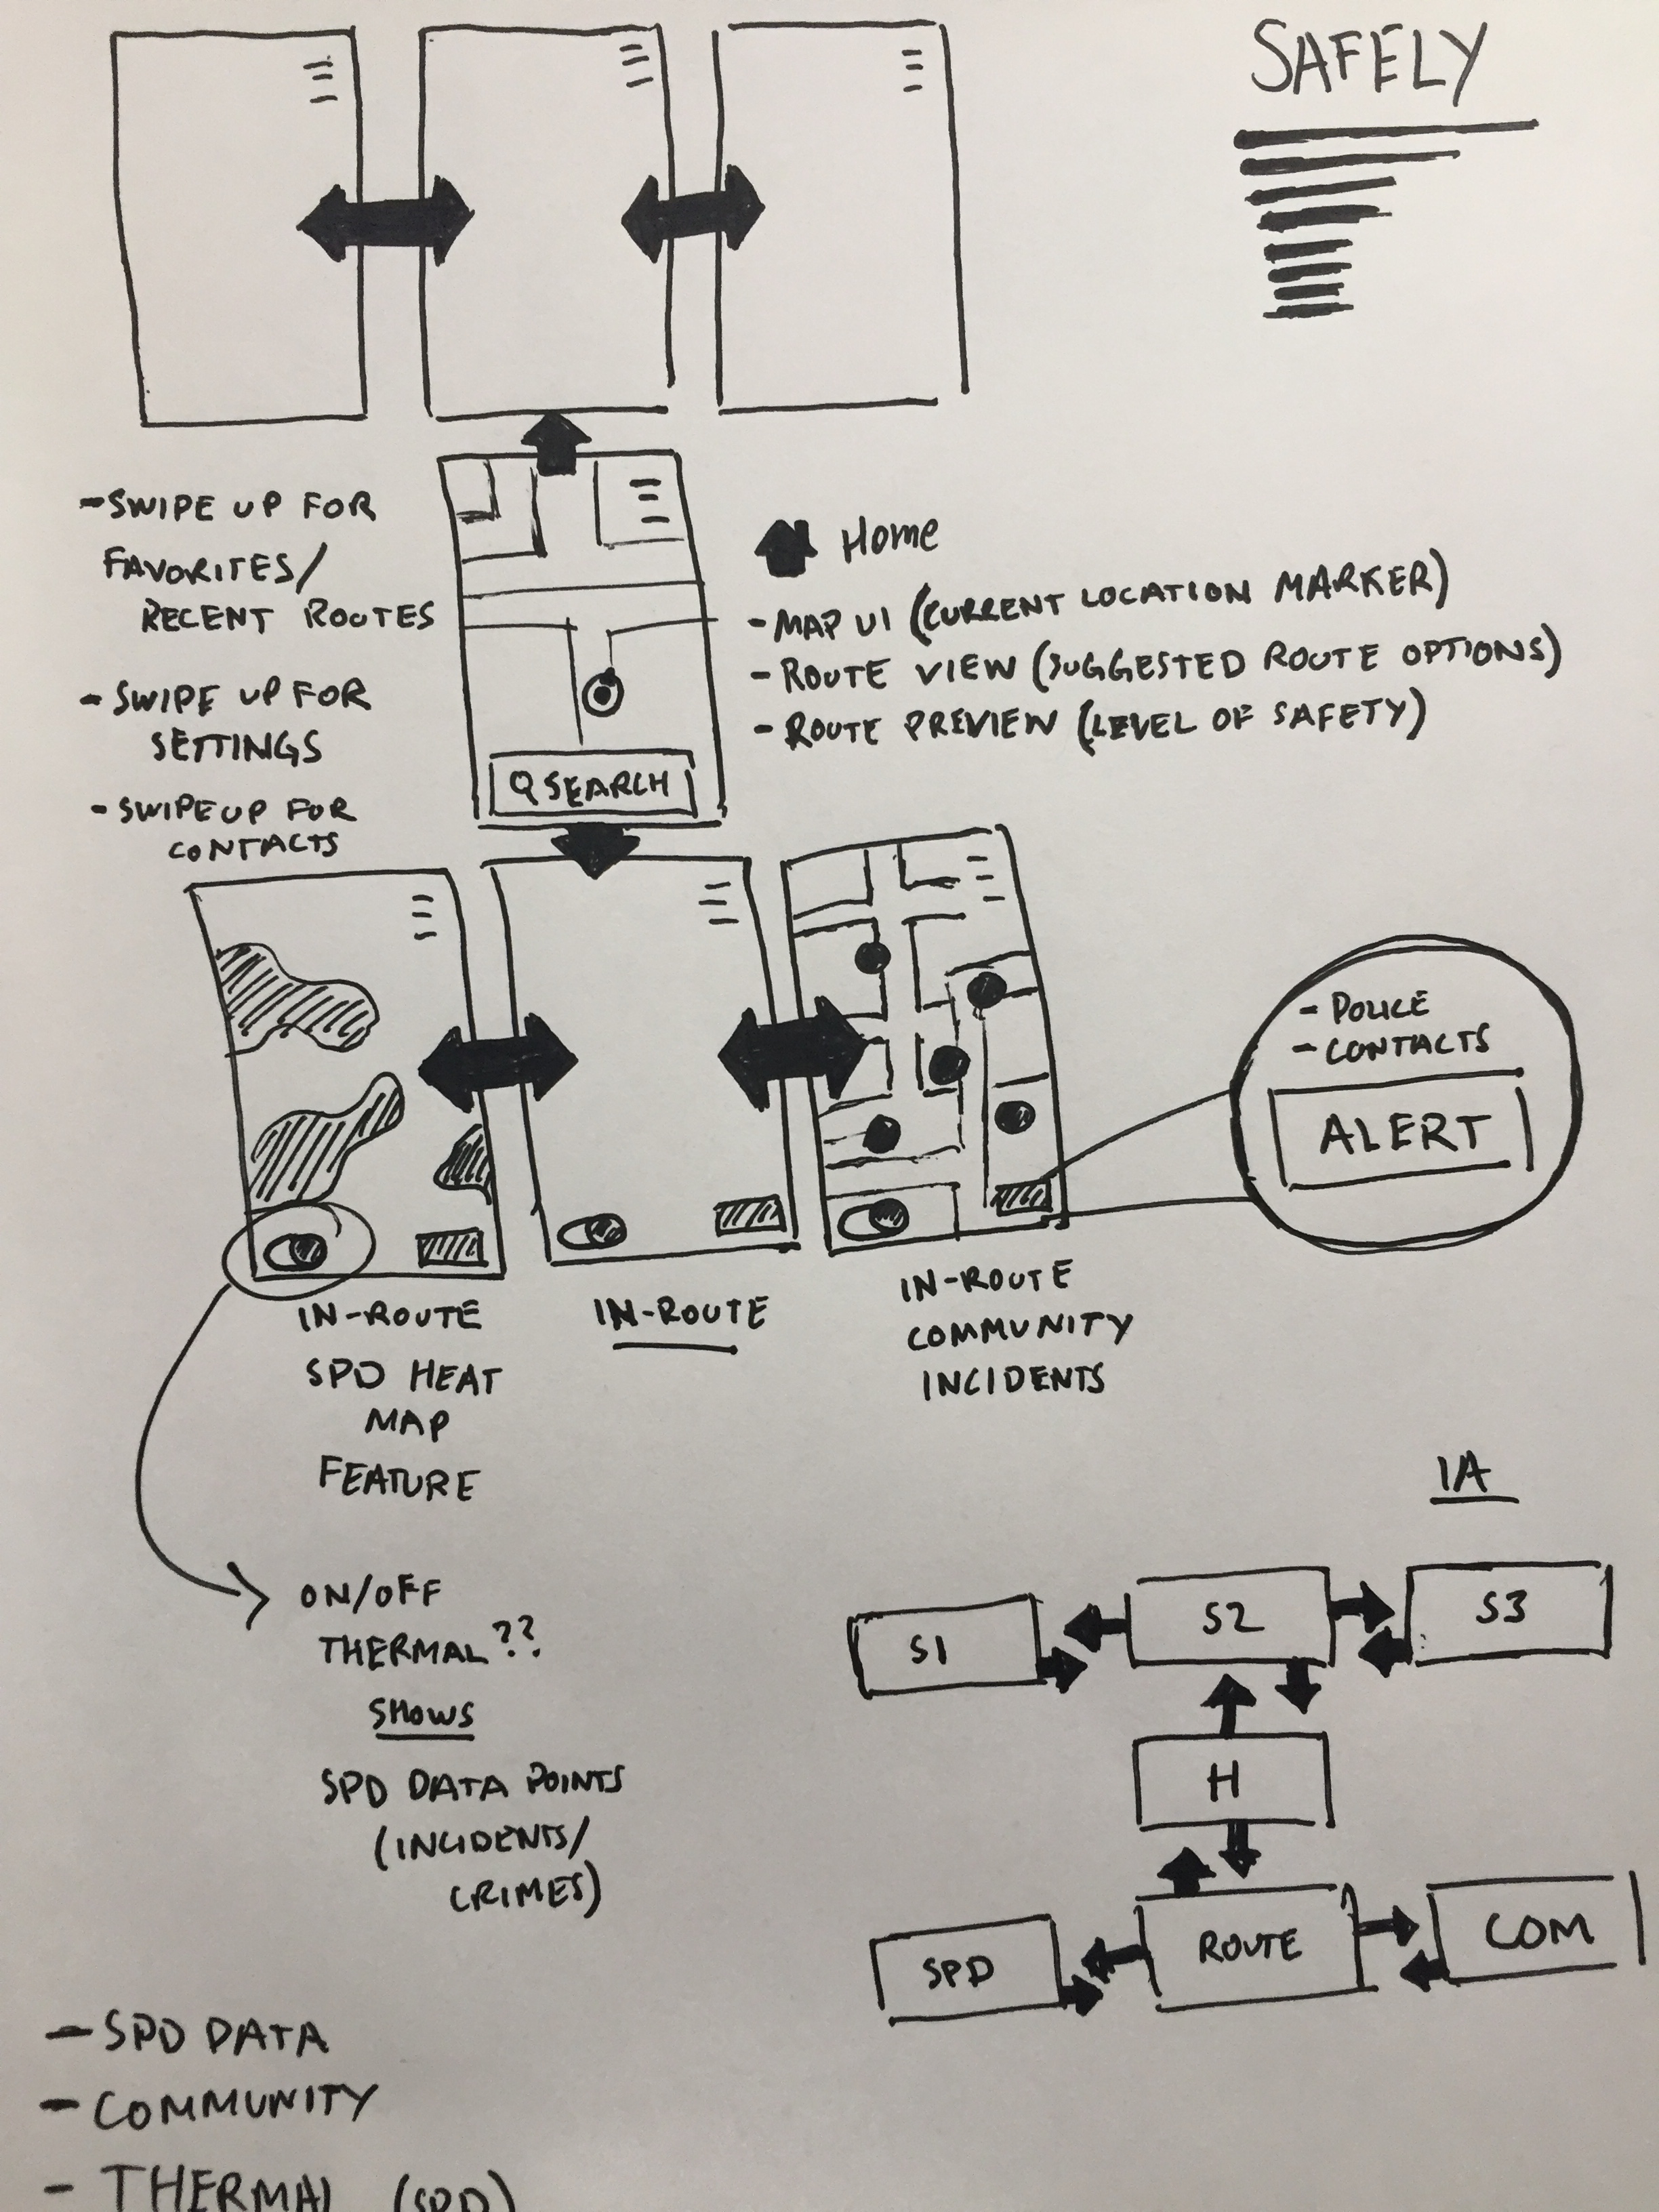 SAFELY
-SWIPE UP FOR
FAVORITES/
RECENT ROUTES
- SWIPE UP FOR
SETTINGS
- SWIPE UP FOR
CONTACTS
SEARCH
Home
- MAP UI (CURRENT LOCATION MARKER)
- ROUTE VIEW (SUGGESTED ROUTE OPTIONS)
- ROUTE PREVIEW (LEVEL OF SAFETY)
- POLICE
- CONTACTS
ALERT
IN-ROUTE
SPD HEAT
MAP
FEATURE
IN-ROUTE
IN-ROUTE
COMMUNITY
INCIDENTS
ON/OFF
THERMAL??
SHOWS
SPD DATA POINTS
(INCIDENTS/
CRIMES)
IA
S1
S2
S3
H
SPD
ROUTE
COM
- SPD DATA
- COMMUNITY
- THERMAL (SPD)